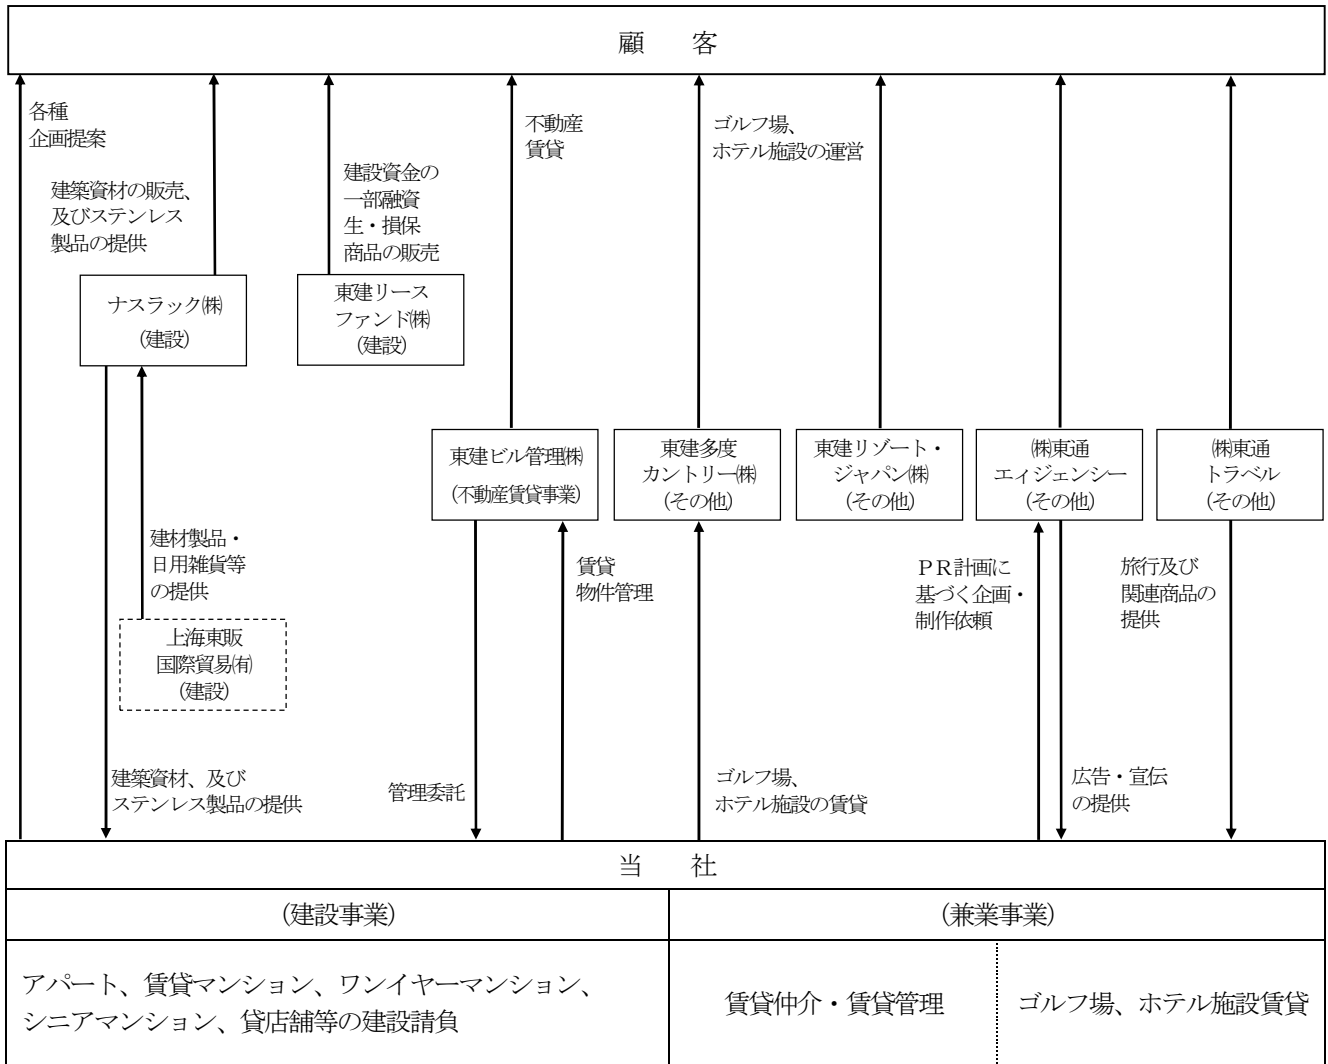 顧　　客
各種
企画提案
建築資材の販売、
及びステンレス
製品の提供
建設資金の
一部融資
生・損保
商品の販売
不動産
賃貸
ゴルフ場、
ホテル施設の運営
ナスラック㈱
(建設)
東建リース
ファンド㈱
(建設)
東建ビル管理㈱
(不動産賃貸事業)
東建多度
カントリー㈱
(その他)
東建リゾート・
ジャパン㈱
(その他)
㈱東通
エィジェンシー
(その他)
㈱東通
トラベル
(その他)
建材製品・
日用雑貨等
の提供
上海東販
国際貿易㈲
(建設)
賃貸
物件管理
ＰＲ計画に
基づく企画・
制作依頼
旅行及び
関連商品の
提供
建築資材、及び
ステンレス製品の提供
管理委託
ゴルフ場、
ホテル施設の賃貸
広告・宣伝
の提供
当　　社
(建設事業)
(兼業事業)
アパート、賃貸マンション、ワンイヤーマンション、
シニアマンション、貸店舗等の建設請負
賃貸仲介・賃貸管理
ゴルフ場、ホテル施設賃貸